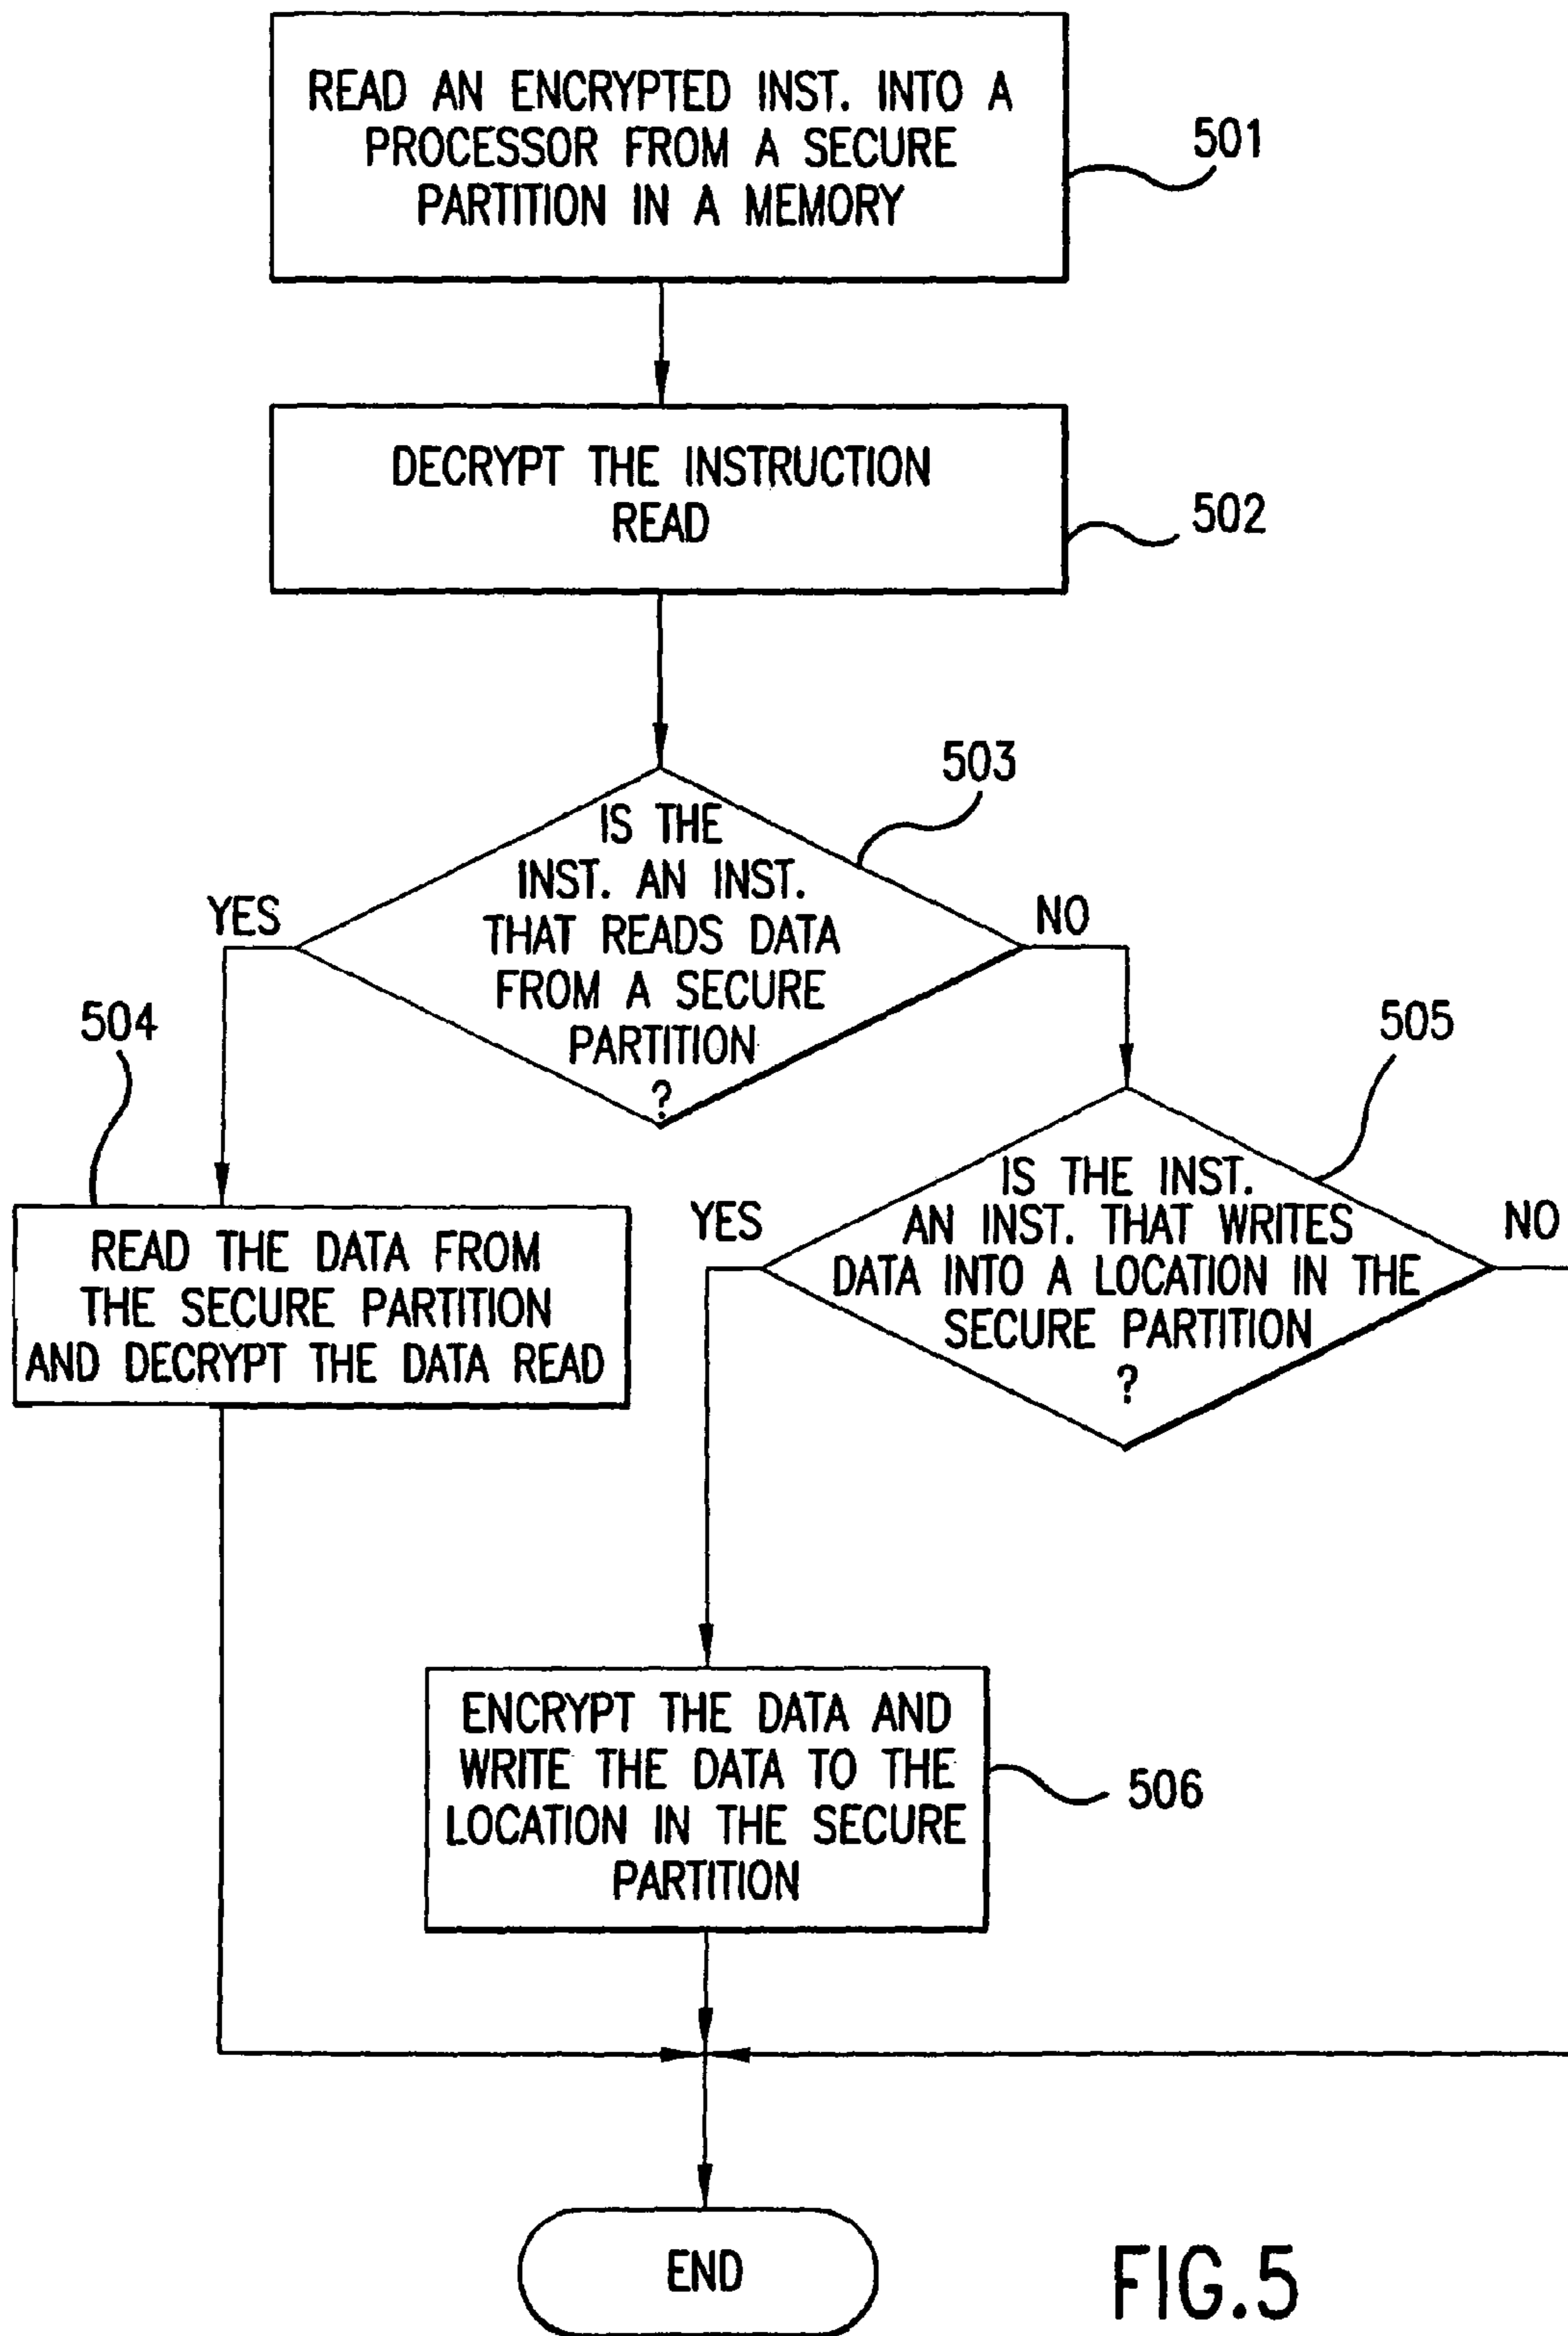 READ AN ENCRYPTED INST. INTO A
PROCESSOR FROM A SECURE
PARTITION IN A MEMORY
501
DECRYPT THE INSTRUCTION
READ
502
503
IS THE
INST. AN INST.
THAT READS DATA
FROM A SECURE
PARTITION
?
YES
NO
504
505
READ THE DATA FROM
THE SECURE PARTITION
AND DECRYPT THE DATA READ
YES
IS THE INST.
AN INST. THAT WRITES
DATA INTO A LOCATION IN THE
SECURE PARTITION
?
NO
ENCRYPT THE DATA AND
WRITE THE DATA TO THE
LOCATION IN THE SECURE
PARTITION
506
END
FIG.5